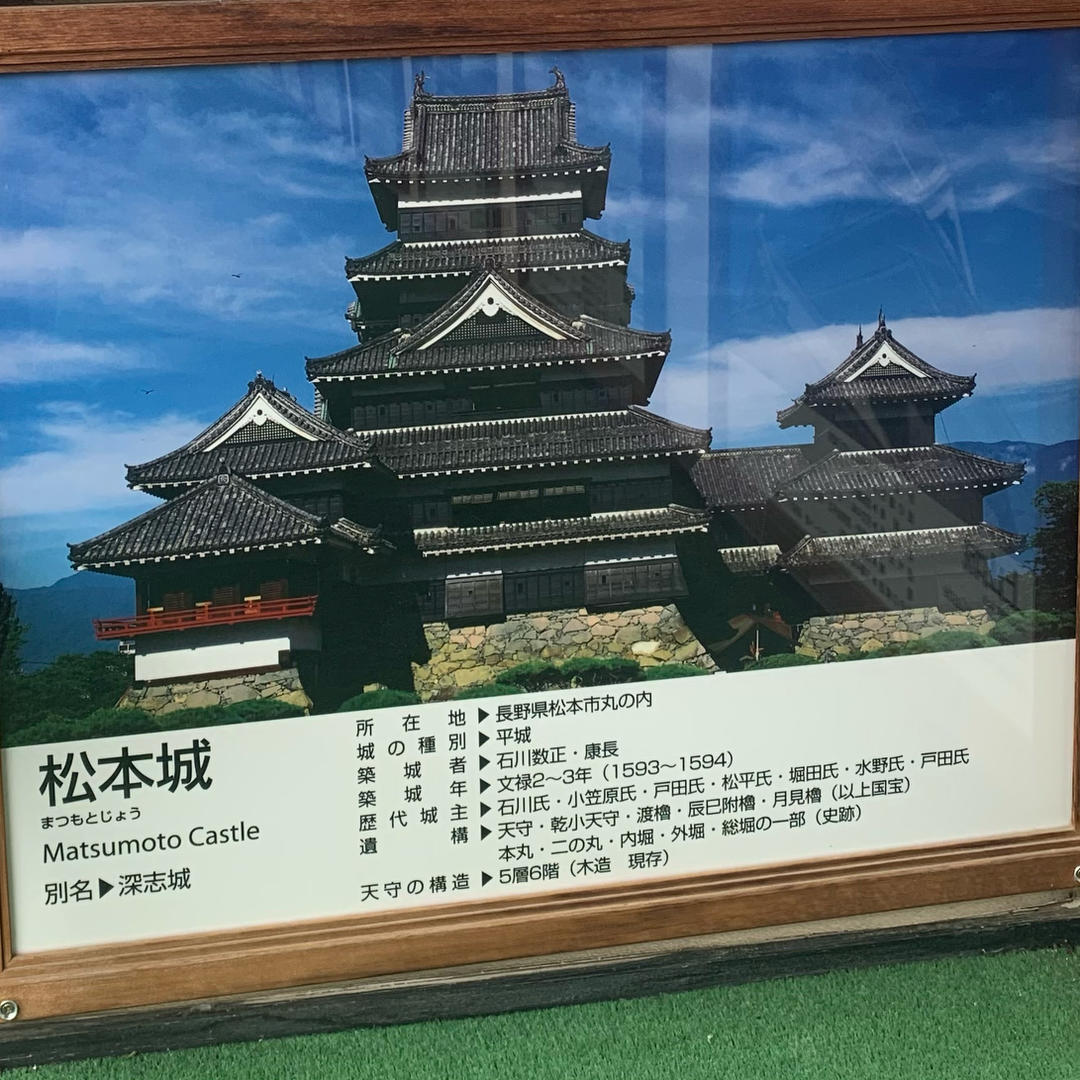 松本城
まつもとじょう
Matsumoto Castle
別名▶深志城
所在地▶長野県松本市丸の内
城の種別▶平城
築城者▶石川数正・康長
築城年▶文禄2〜3年（1593〜1594）
歴代城主▶石川氏・小笠原氏・戸田氏・松平氏・堀田氏・水野氏・戸田氏
遺構▶天守・乾小天守・渡櫓・辰巳附櫓・月見櫓（以上国宝）
本丸・二の丸・内堀・外堀・総堀の一部（史跡）
天守の構造▶5層6階（木造　現存）